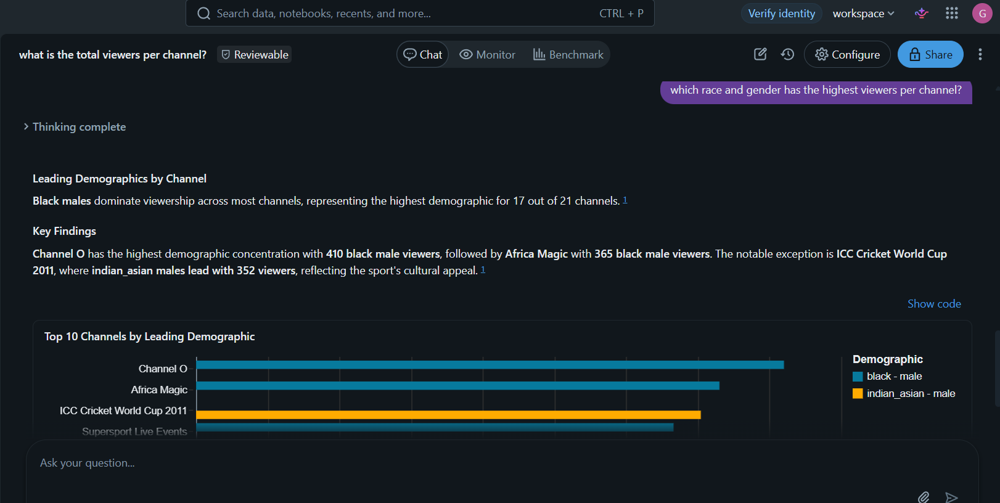 Search data, notebooks, recents, and more... CTRL + P
Verify identity
workspace
G
what is the total viewers per channel?
Reviewable
Chat
Monitor
Benchmark
Configure
Share
which race and gender has the highest viewers per channel?
Thinking complete
Leading Demographics by Channel
Black males dominate viewership across most channels, representing the highest demographic for 17 out of 21 channels. 1
Key Findings
Channel O has the highest demographic concentration with 410 black male viewers, followed by Africa Magic with 365 black male viewers. The notable exception is ICC Cricket World Cup
2011, where indian_asian males lead with 352 viewers, reflecting the sport's cultural appeal. 1
Show code
Top 10 Channels by Leading Demographic
Channel O
Africa Magic
ICC Cricket World Cup 2011
Supersport Live Events
Demographic
black - male
indian_asian - male
Ask your question...